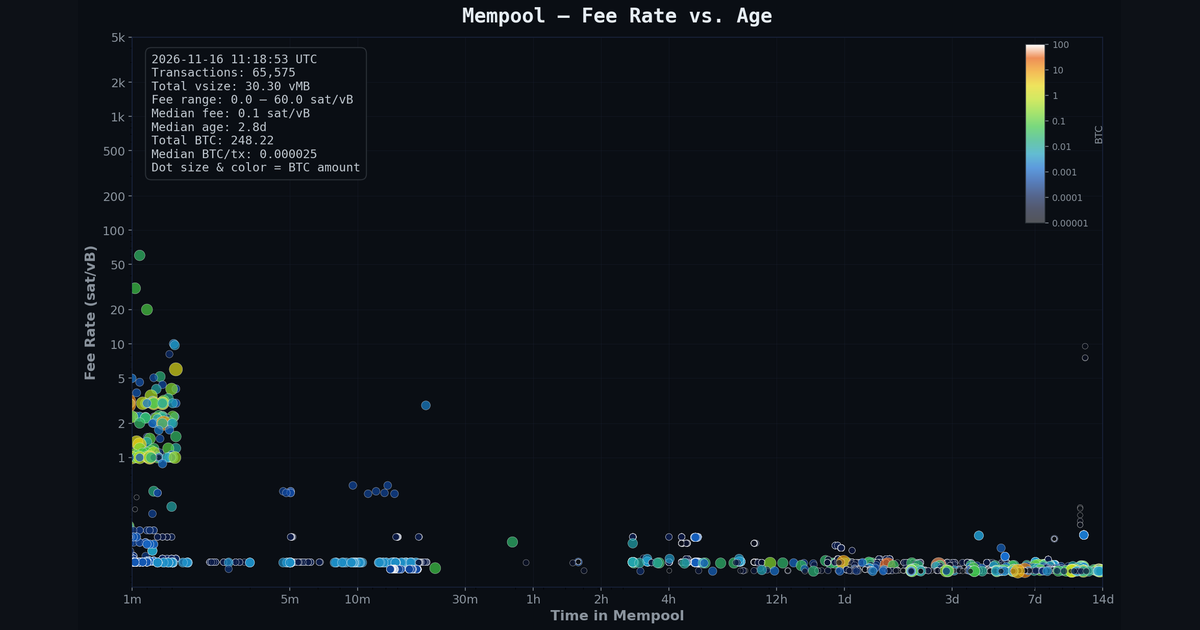 Mempool — Fee Rate vs. Age
2026-11-16 11:18:53 UTC
Transactions: 65,575
Total vsize: 30.30 vMB
Fee range: 0.0 — 60.0 sat/vB
Median fee: 0.1 sat/vB
Median age: 2.8d
Total BTC: 248.22
Median BTC/tx: 0.000025
Dot size & color = BTC amount
Fee Rate (sat/vB)
5k
2k
1k
500
200
100
50
20
10
5
2
1
100
10
1
0.1
0.01
0.001
0.0001
0.00001
BTC
1m 5m 10m 30m 1h 2h 4h 12h 1d 3d 7d 14d
Time in Mempool